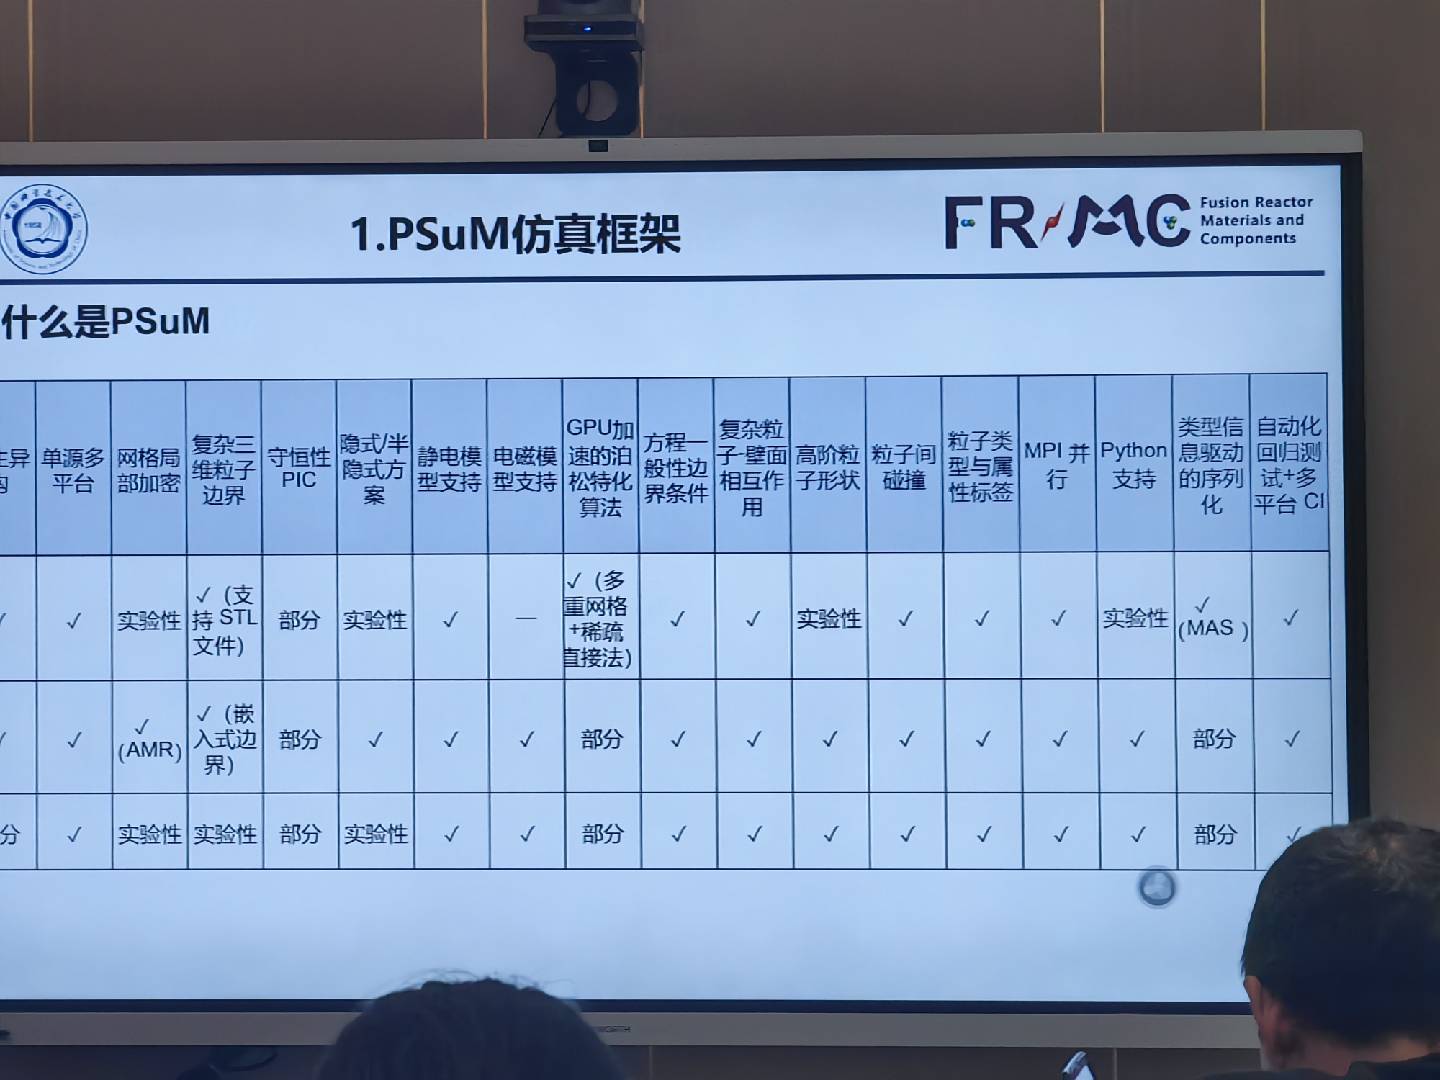 1.PSuM仿真框架
FRMC
Fusion Reactor
Materials and
Components
1958
什么是PSuM
单源多
平台
网格局
部加密
复杂三
维粒子
边界
守恒性
PIC
隐式/半
隐式方
案
静电模
型支持
电磁模
型支持
GPU加
速的泊
松特化
算法
方程一
般性边
界条件
复杂粒
子-壁面
相互作
用
高阶粒
子形状
粒子间
碰撞
粒子类
型与属
性标签
MPI 并
行
Python
支持
类型信
息驱动
的序列
化
自动化
回归测
试+多
平台 CI
✓
实验性
✓（支
持 STL
文件）
部分
实验性
✓
—
✓（多
重网格
+稀疏
直接法）
✓
✓
实验性
✓
✓
✓
实验性
✓
(MAS )
✓
✓
✓
(AMR)
✓（嵌
入式边
界）
部分
✓
✓
✓
部分
✓
✓
✓
✓
✓
✓
✓
部分
✓
分
✓
实验性
实验性
部分
实验性
✓
✓
部分
✓
✓
✓
✓
✓
✓
✓
部分
✓